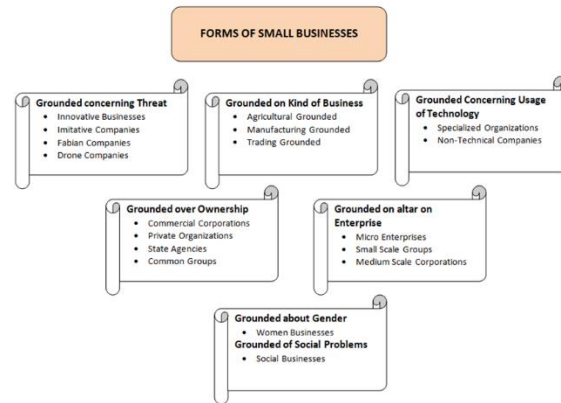 FORMS OF SMALL BUSINESSES
Grounded concerning Threat
Innovative Businesses
Imitative Companies
Fabian Companies
Drone Companies
Grounded on Kind of Business
Agricultural Grounded
Manufacturing Grounded
Trading Grounded
Grounded Concerning Usage
of Technology
Specialized Organizations
Non-Technical Companies
Grounded over Ownership
Commercial Corporations
Private Organizations
State Agencies
Common Groups
Grounded on altar on
Enterprise
Micro Enterprises
Small Scale Groups
Medium Scale Corporations
Grounded about Gender
Women Businesses
Grounded of Social Problems
Social Businesses